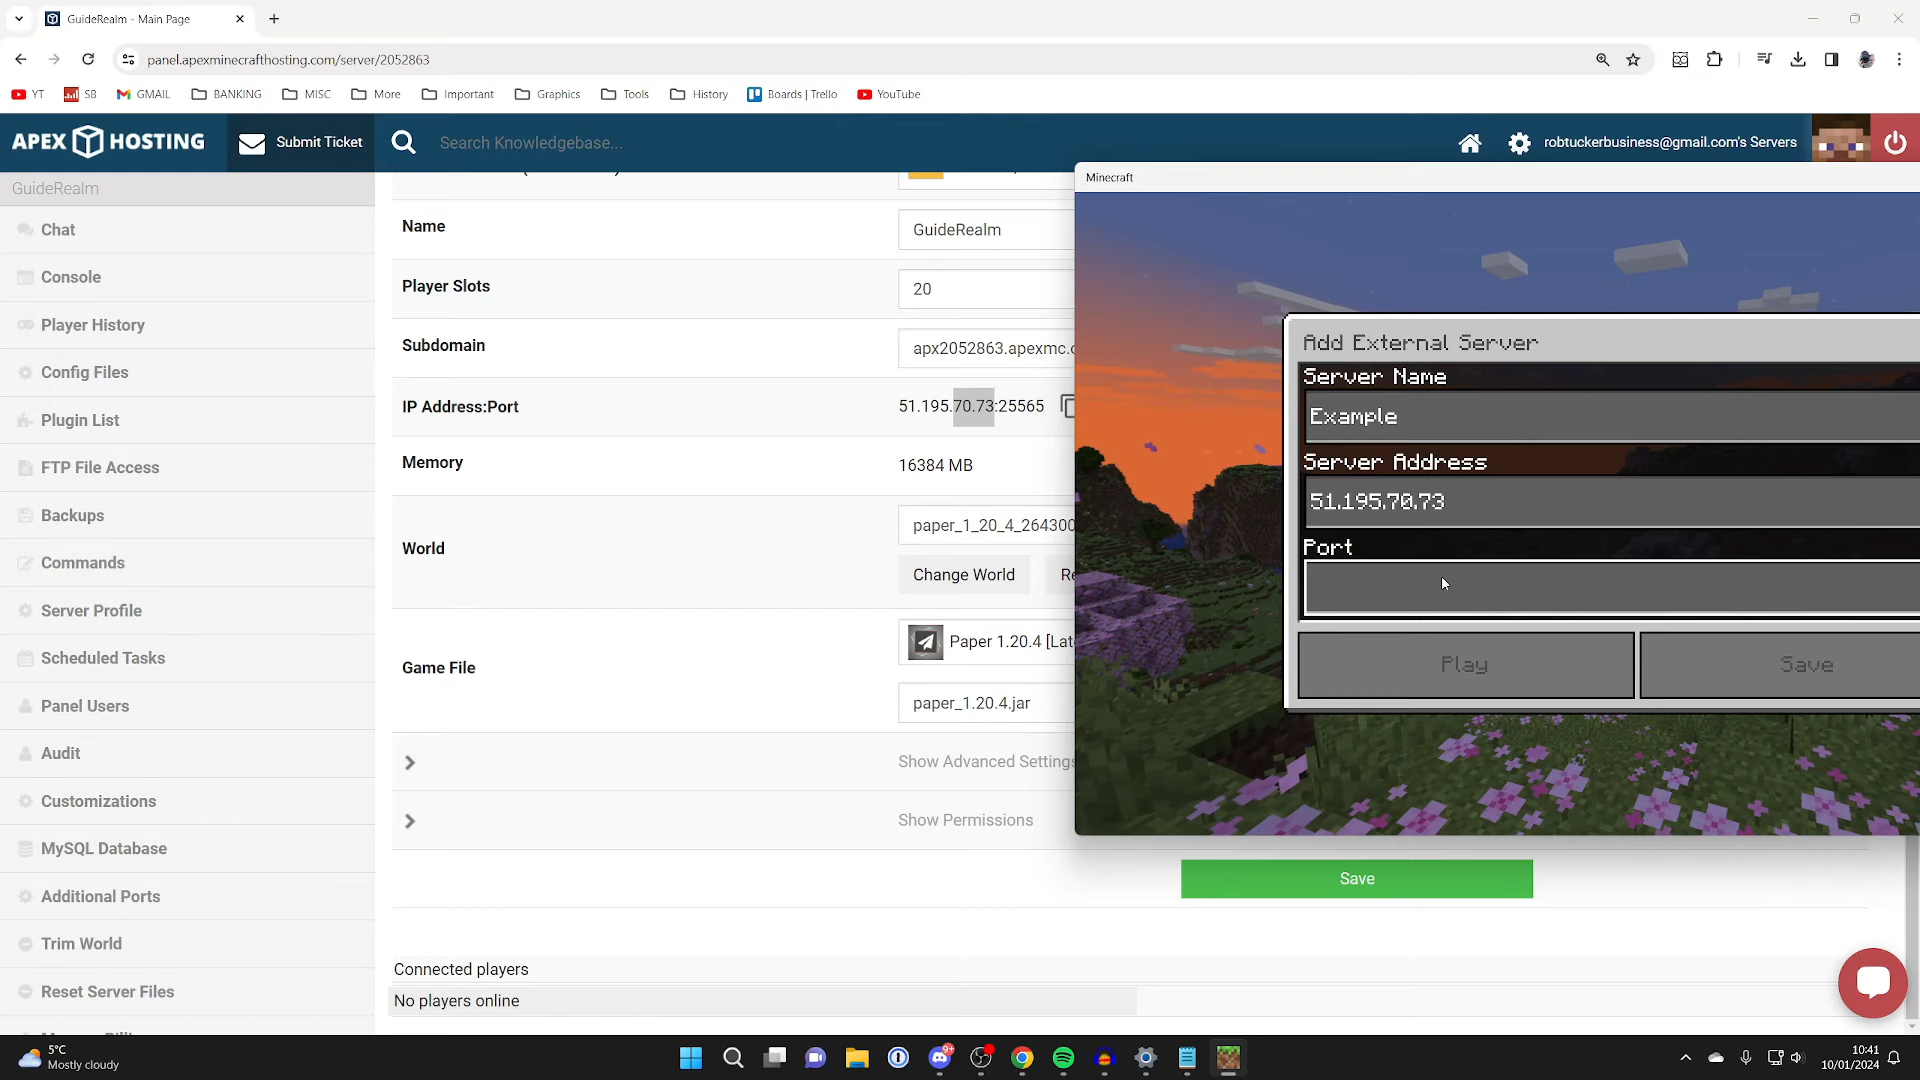 GuideRealm - Main Page
panel.apexminecrafthosting.com/server/2052863
YT
SB
GMAIL
BANKING
MISC
More
Important
Graphics
Tools
History
Boards | Trello
YouTube
APEX HOSTING
Submit Ticket
Search Knowledgebase...
robtuckerbusiness@gmail.com's Servers
GuideRealm
Chat
Console
Player History
Config Files
Plugin List
FTP File Access
Backups
Commands
Server Profile
Scheduled Tasks
Panel Users
Audit
Customizations
MySQL Database
Additional Ports
Trim World
Reset Server Files
Name
GuideRealm
Player Slots
20
Subdomain
apx2052863.apexmc.c
IP Address:Port
51.195.70.73:25565
Memory
16384 MB
World
paper_1_20_4_264300
Change World
Re
Game File
Paper 1.20.4 [Lat
paper_1.20.4.jar
Show Advanced Settings
Show Permissions
Save
Connected players
No players online
Minecraft
Add External Server
Server Name
Example
Server Address
51.195.70.73
Port
Play
Save
5°C
Mostly cloudy
9+
10:41
10/01/2024